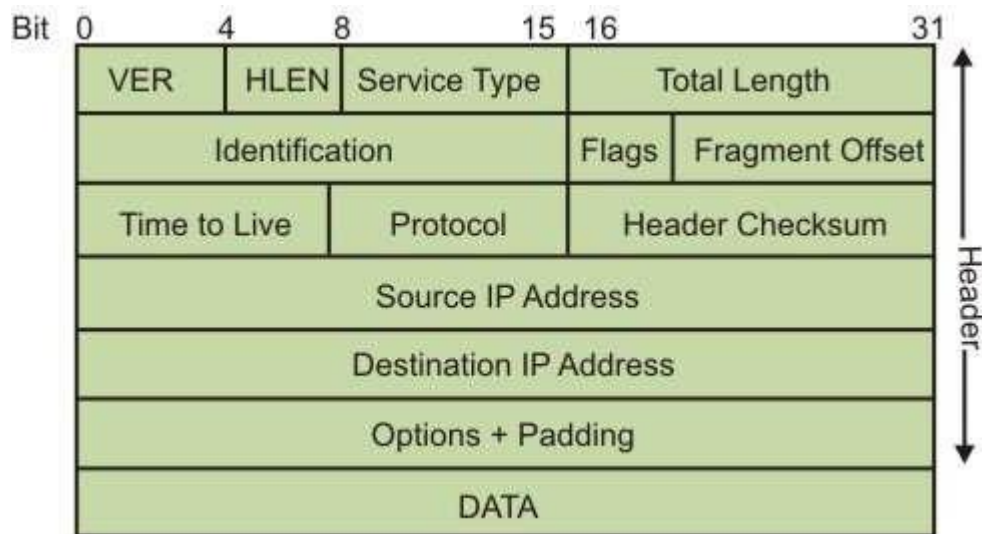 Bit 0 4 8 15 16 31
VER HLEN Service Type Total Length
Identification Flags Fragment Offset
Time to Live Protocol Header Checksum
Source IP Address
Destination IP Address
Options + Padding
DATA
Header